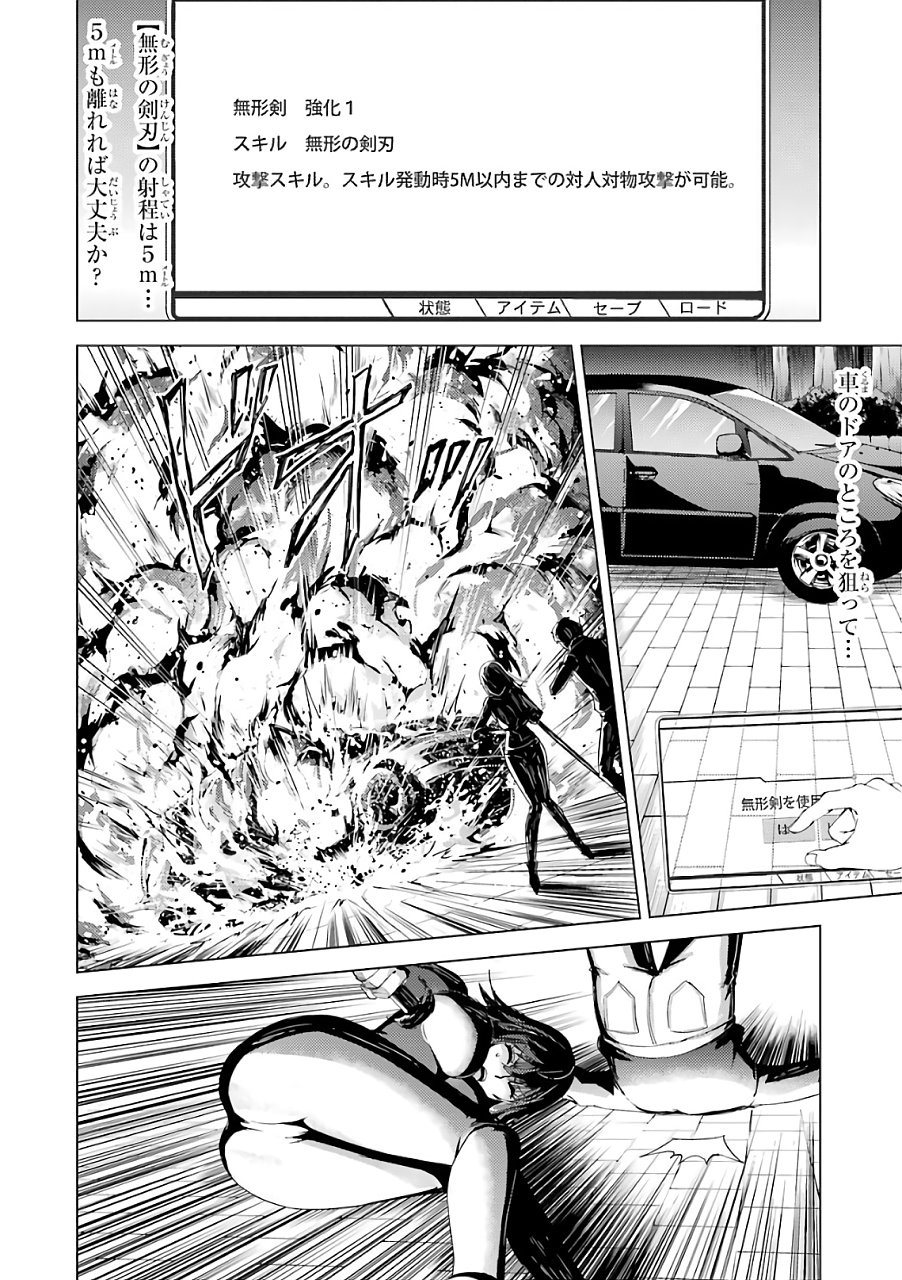 無形剣 強化１
スキル 無形の剣刃
攻撃スキル。スキル発動時5M以内までの対人対物攻撃が可能。
状態 アイテム セーブ ロード
【無形の剣刃】の射程は５ｍ…
５ｍも離れれば大丈夫か？
車のドアのところを狙って…
無形剣を使用
は
状態 アイテム セー